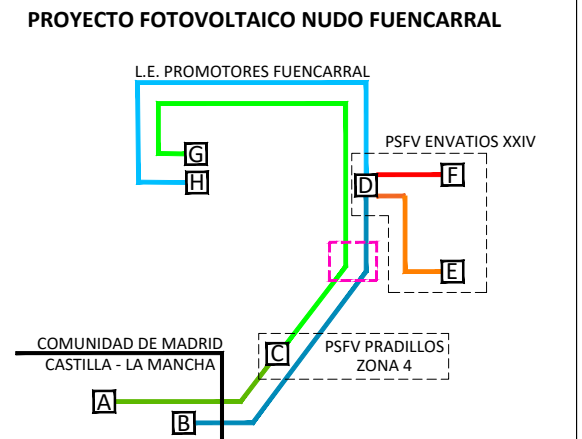 PROYECTO FOTOVOLTAICO NUDO FUENCARRAL
L.E. PROMOTORES FUENCARRAL
PSFV ENVATIOS XXIV
G
F
H
D
E
COMUNIDAD DE MADRID
CASTILLA - LA MANCHA
C
PSFV PRADILLOS
ZONA 4
A
B